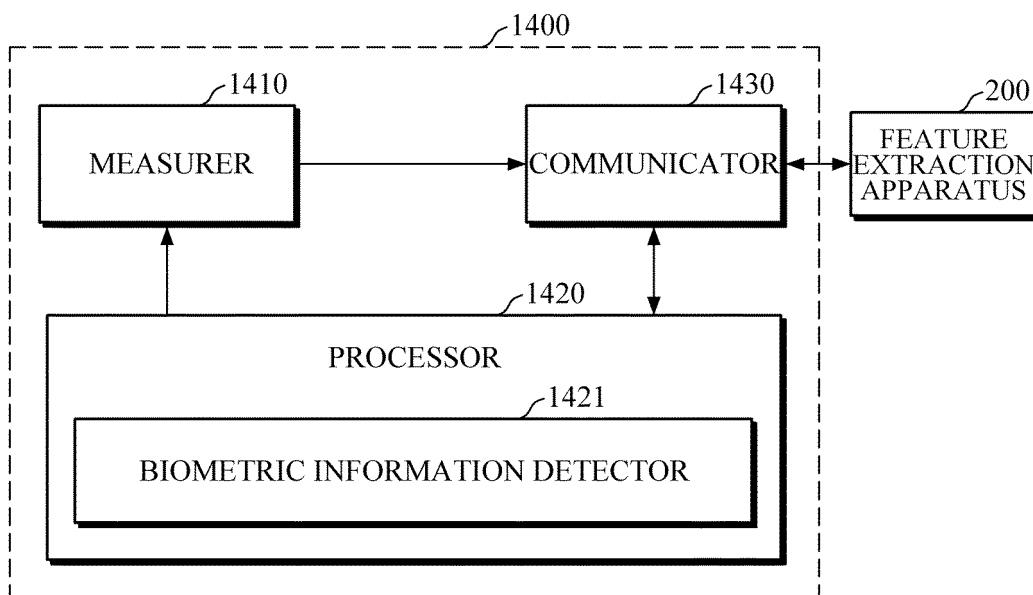 1400
1410
MEASURER
1430
COMMUNICATOR
200
FEATURE
EXTRACTION
APPARATUS
1420
PROCESSOR
1421
BIOMETRIC INFORMATION DETECTOR